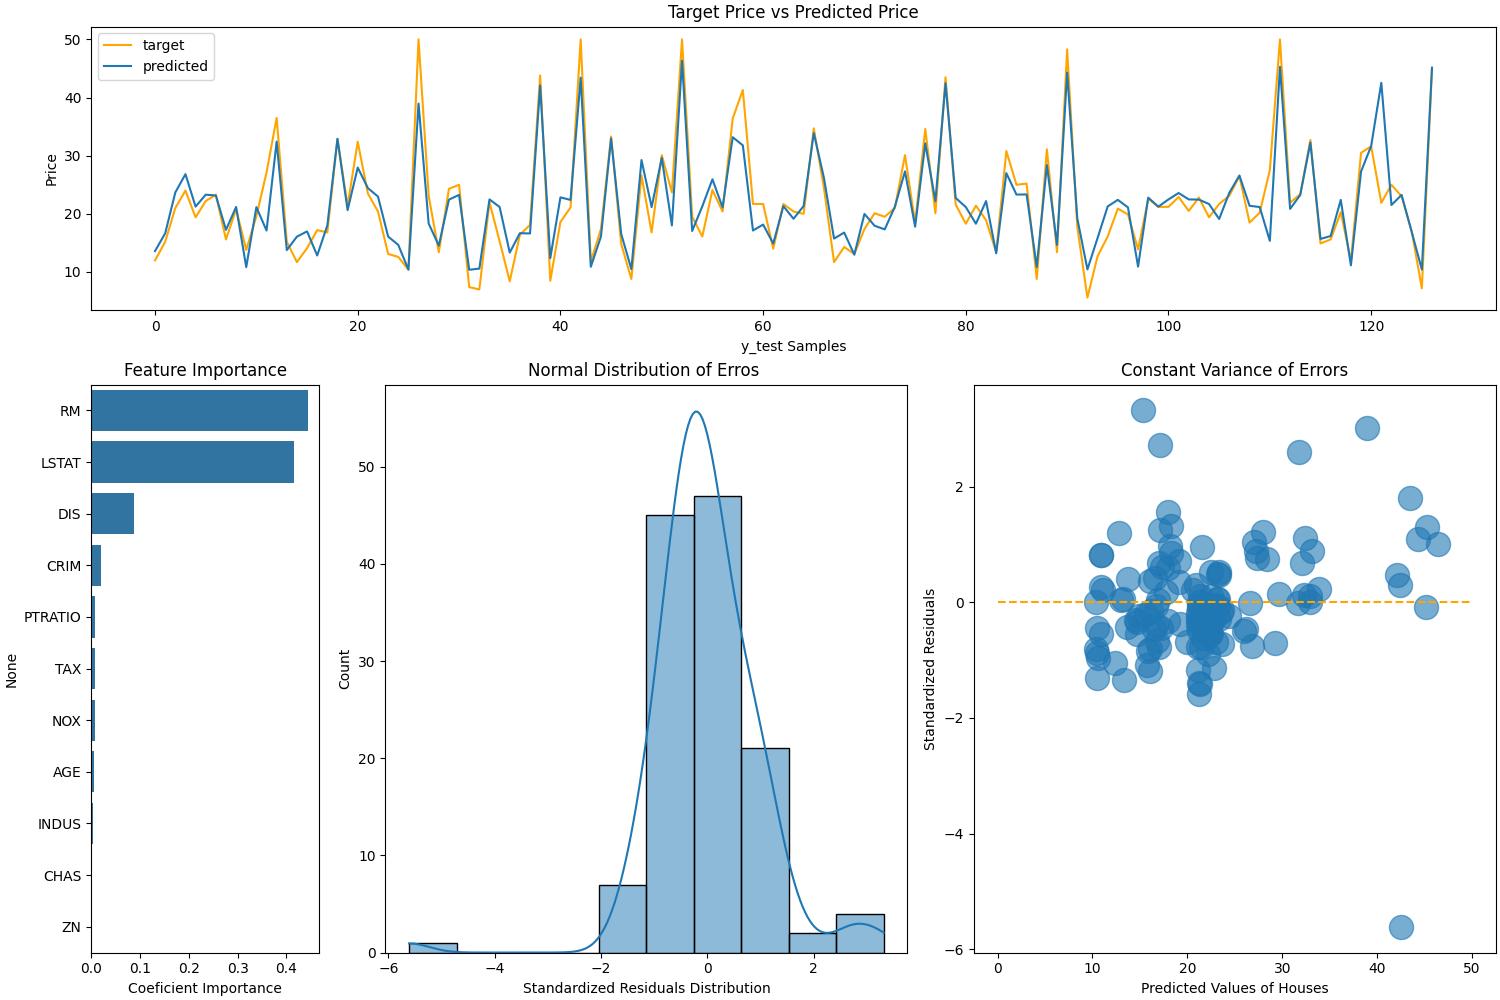 Target Price vs Predicted Price
target
predicted
50
40
30
20
10
Price
0
20
40
60
80
100
120
y_test Samples
Feature Importance
RM
LSTAT
DIS
CRIM
PTRATIO
TAX
NOX
AGE
INDUS
CHAS
ZN
None
0.0
0.1
0.2
0.3
0.4
Coeficient Importance
Normal Distribution of Erros
50
40
30
20
10
0
Count
−6
−4
−2
0
2
Standardized Residuals Distribution
Constant Variance of Errors
2
0
−2
−4
−6
Standardized Residuals
0
10
20
30
40
50
Predicted Values of Houses